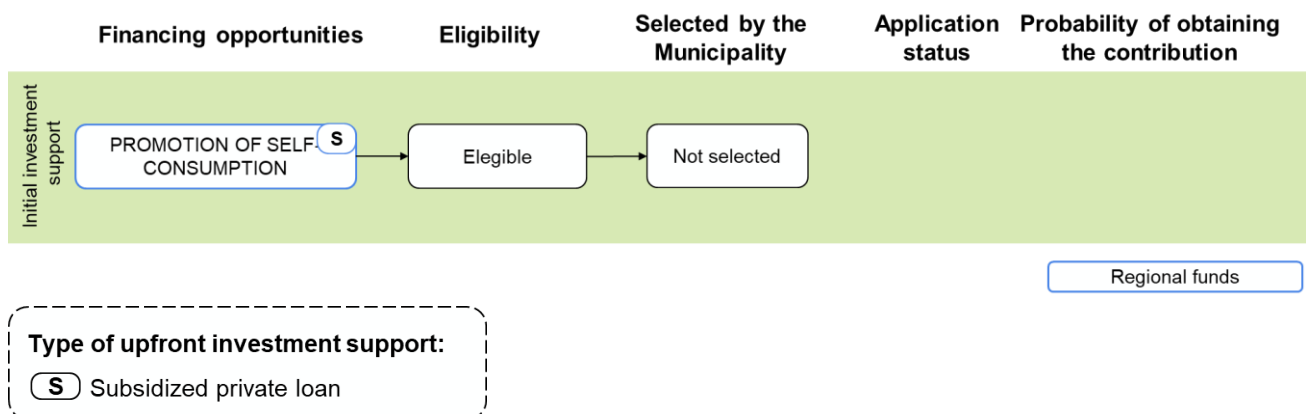 Financing opportunities
Eligibility
Selected by the
Municipality
Application
status
Probability of obtaining
the contribution
Initial investment
support
PROMOTION OF SELF-
CONSUMPTION
S
Elegible
Not selected
Regional funds
Type of upfront investment support:
S Subsidized private loan